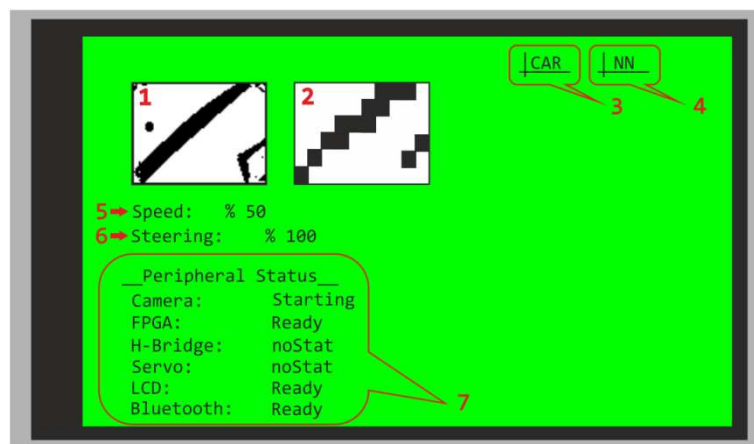 CAR NN
1 2
3 4
5 Speed: % 50
6 Steering: % 100
__Peripheral Status__
Camera: Starting
FPGA: Ready
H-Bridge: noStat
Servo: noStat
LCD: Ready
Bluetooth: Ready
7